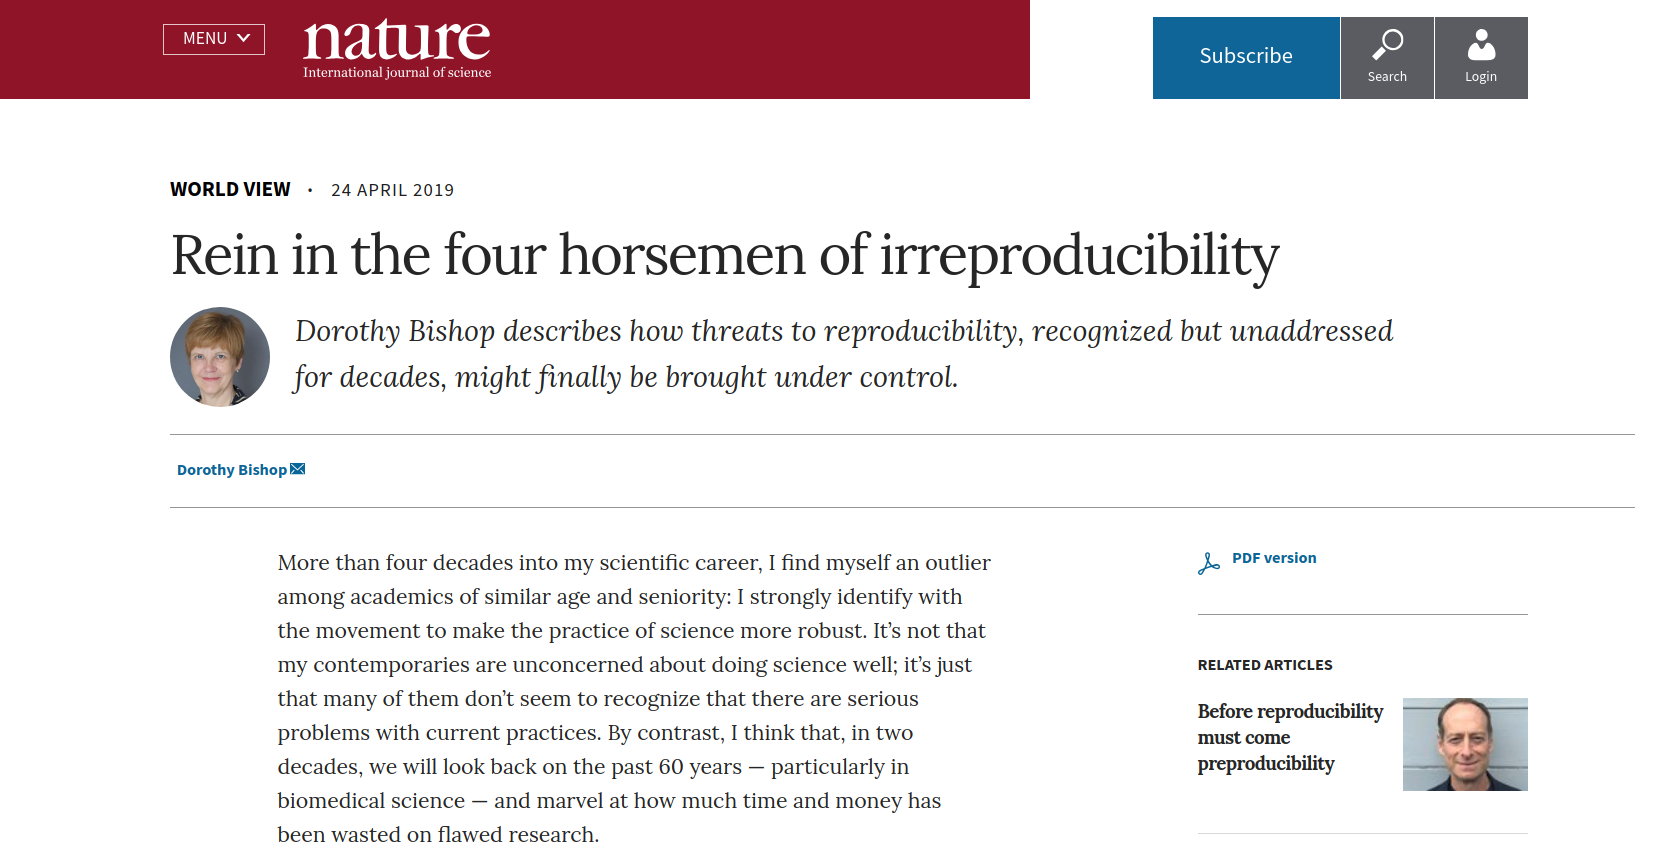 MENU
nature
International journal of science
Subscribe
Search
Login
WORLD VIEW • 24 APRIL 2019
Rein in the four horsemen of irreproducibility
Dorothy Bishop describes how threats to reproducibility, recognized but unaddressed
for decades, might finally be brought under control.
Dorothy Bishop
More than four decades into my scientific career, I find myself an outlier
among academics of similar age and seniority: I strongly identify with
the movement to make the practice of science more robust. It’s not that
my contemporaries are unconcerned about doing science well; it’s just
that many of them don’t seem to recognize that there are serious
problems with current practices. By contrast, I think that, in two
decades, we will look back on the past 60 years — particularly in
biomedical science — and marvel at how much time and money has
been wasted on flawed research.
PDF version
RELATED ARTICLES
Before reproducibility
must come
preproducibility